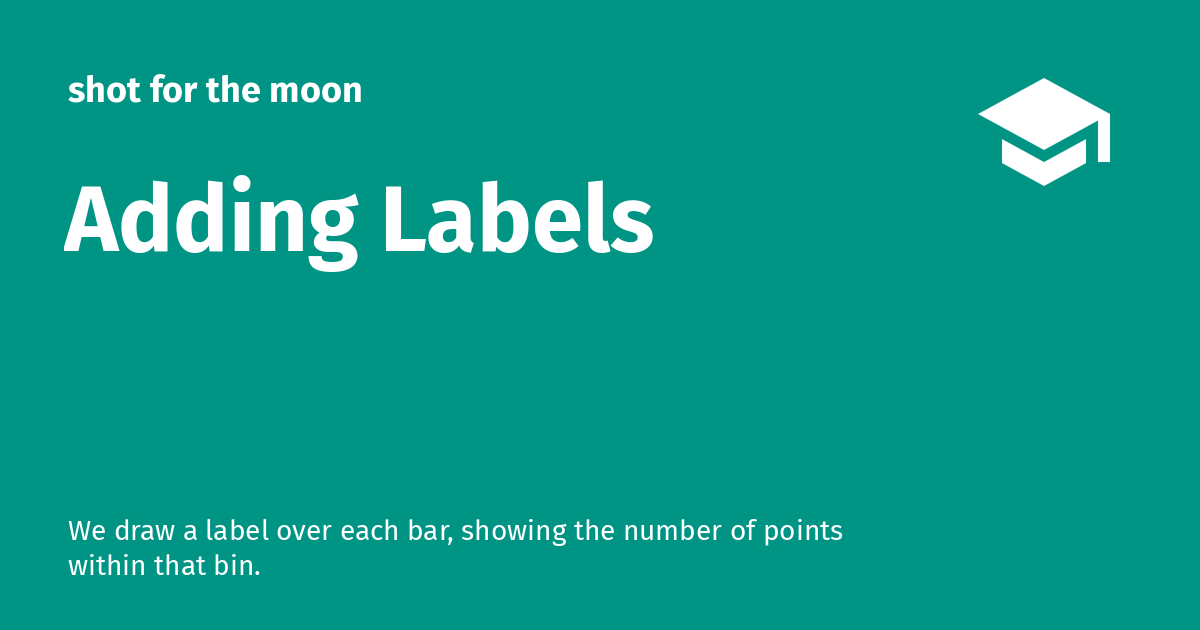 shot for the moon
Adding Labels
We draw a label over each bar, showing the number of points
within that bin.